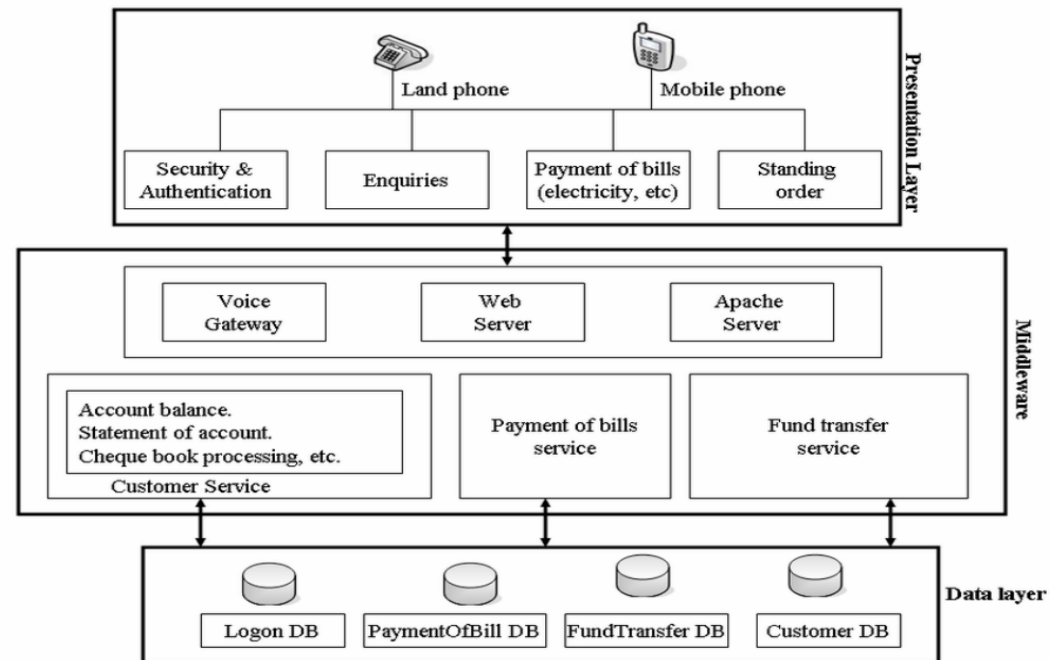 Land phone
Mobile phone
Security &
Authentication
Enquiries
Payment of bills
(electricity, etc)
Standing
order
Presentation Layer
Voice
Gateway
Web
Server
Apache
Server
Account balance.
Statement of account.
Cheque book processing, etc.
Customer Service
Payment of bills
service
Fund transfer
service
Middleware
Logon DB
PaymentOfBill DB
FundTransfer DB
Customer DB
Data layer